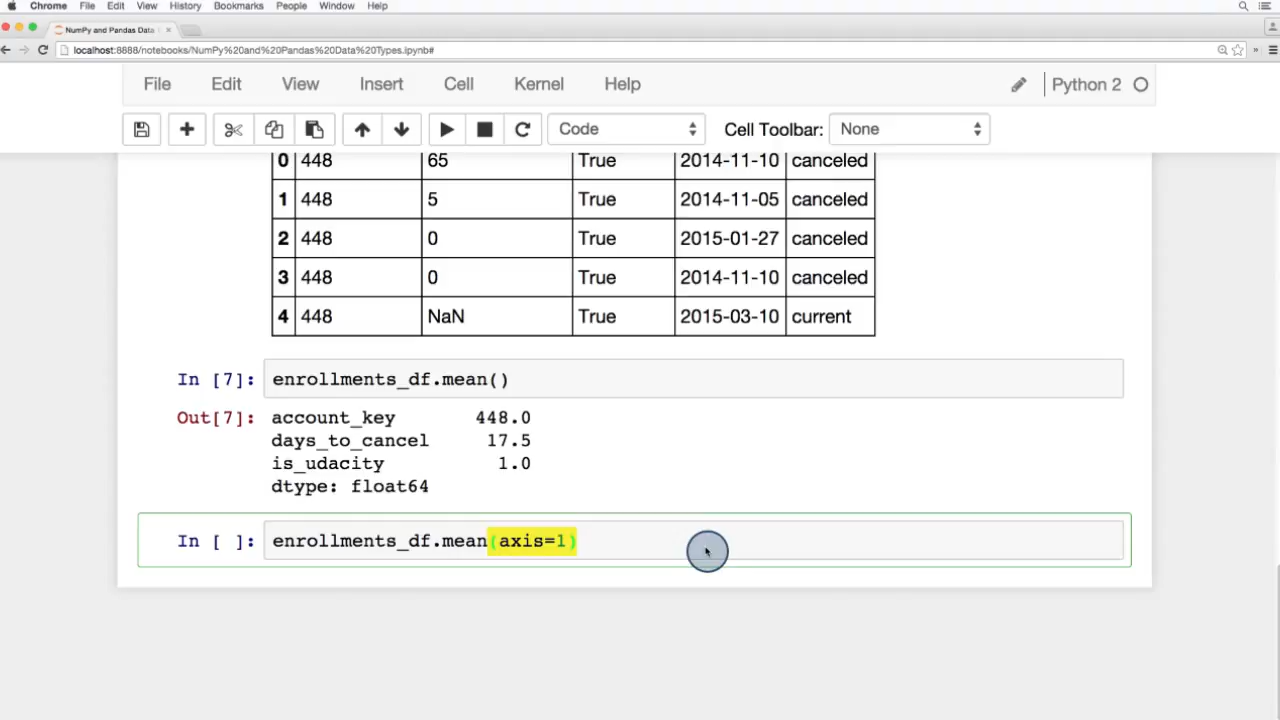 Chrome File Edit View History Bookmarks People Window Help
NumPy and Pandas Data
localhost:8888/notebooks/NumPy%20and%20Pandas%20Data%20Types.ipynb#
File Edit View Insert Cell Kernel Help Python 2
Code Cell Toolbar: None
0 448 65 True 2014-11-10 canceled
1 448 5 True 2014-11-05 canceled
2 448 0 True 2015-01-27 canceled
3 448 0 True 2014-11-10 canceled
4 448 NaN True 2015-03-10 current
In [7]: enrollments_df.mean()
Out[7]: account_key 448.0
days_to_cancel 17.5
is_udacity 1.0
dtype: float64
In [ ]: enrollments_df.mean(axis=1)